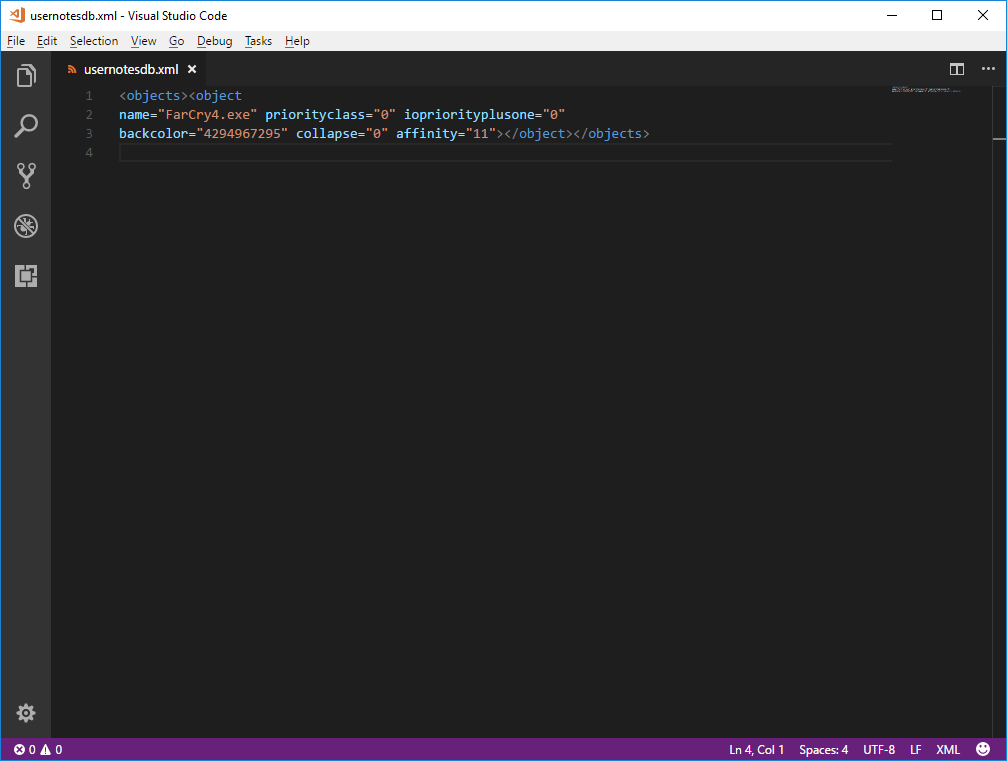 usernotesdb.xml - Visual Studio Code
File Edit Selection View Go Debug Tasks Help
usernotesdb.xml
1 <objects><object
2 name="FarCry4.exe" priorityclass="0" iopriorityplusone="0"
3 backcolor="4294967295" collapse="0" affinity="11"></object></objects>
4
0 0 Ln 4, Col 1 Spaces: 4 UTF-8 LF XML